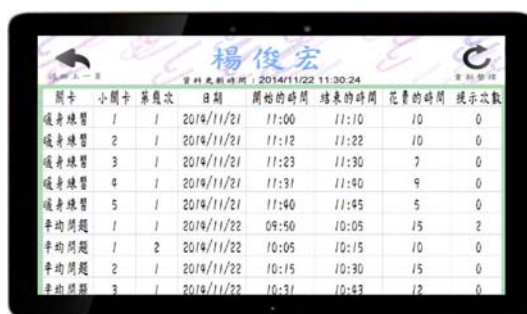 楊俊宏
回到上一頁
資料更新時間：2014/11/22 11:30:24
重新整理
關卡 小關卡 第幾次 日期 開始的時間 結束的時間 花費的時間 提示次數
暖身練習 1 1 2014/11/21 11:00 11:10 10 0
暖身練習 2 1 2014/11/21 11:12 11:22 10 0
暖身練習 3 1 2014/11/21 11:23 11:30 7 0
暖身練習 4 1 2014/11/21 11:31 11:40 9 0
暖身練習 5 1 2014/11/21 11:40 11:45 5 0
平均問題 1 1 2014/11/22 09:50 10:05 15 2
平均問題 1 2 2014/11/22 10:05 10:15 10 0
平均問題 2 1 2014/11/22 10:15 10:30 15 0
平均問題 3 1 2014/11/22 10:31 10:43 12 0